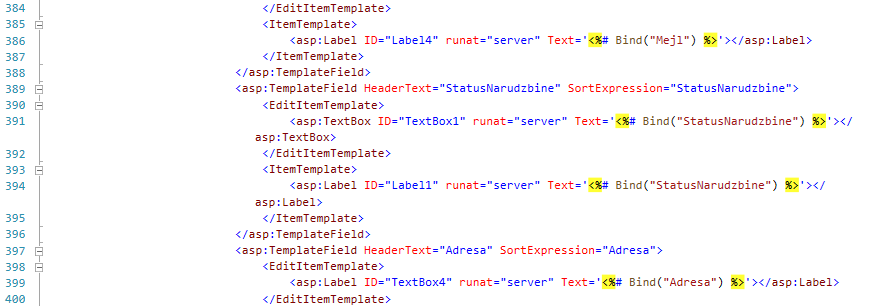 384 </EditItemTemplate>
385 <ItemTemplate>
386 <asp:Label ID="Label4" runat="server" Text='<%# Bind("Mejl") %>'></asp:Label>
387 </ItemTemplate>
388 </asp:TemplateField>
389 <asp:TemplateField HeaderText="StatusNarudzbine" SortExpression="StatusNarudzbine">
390 <EditItemTemplate>
391 <asp:TextBox ID="TextBox1" runat="server" Text='<%# Bind("StatusNarudzbine") %>'></
asp:TextBox>
392 </EditItemTemplate>
393 <ItemTemplate>
394 <asp:Label ID="Label1" runat="server" Text='<%# Bind("StatusNarudzbine") %>'></
asp:Label>
395 </ItemTemplate>
396 </asp:TemplateField>
397 <asp:TemplateField HeaderText="Adresa" SortExpression="Adresa">
398 <EditItemTemplate>
399 <asp:Label ID="TextBox4" runat="server" Text='<%# Bind("Adresa") %>'></asp:Label>
400 </EditItemTemplate>